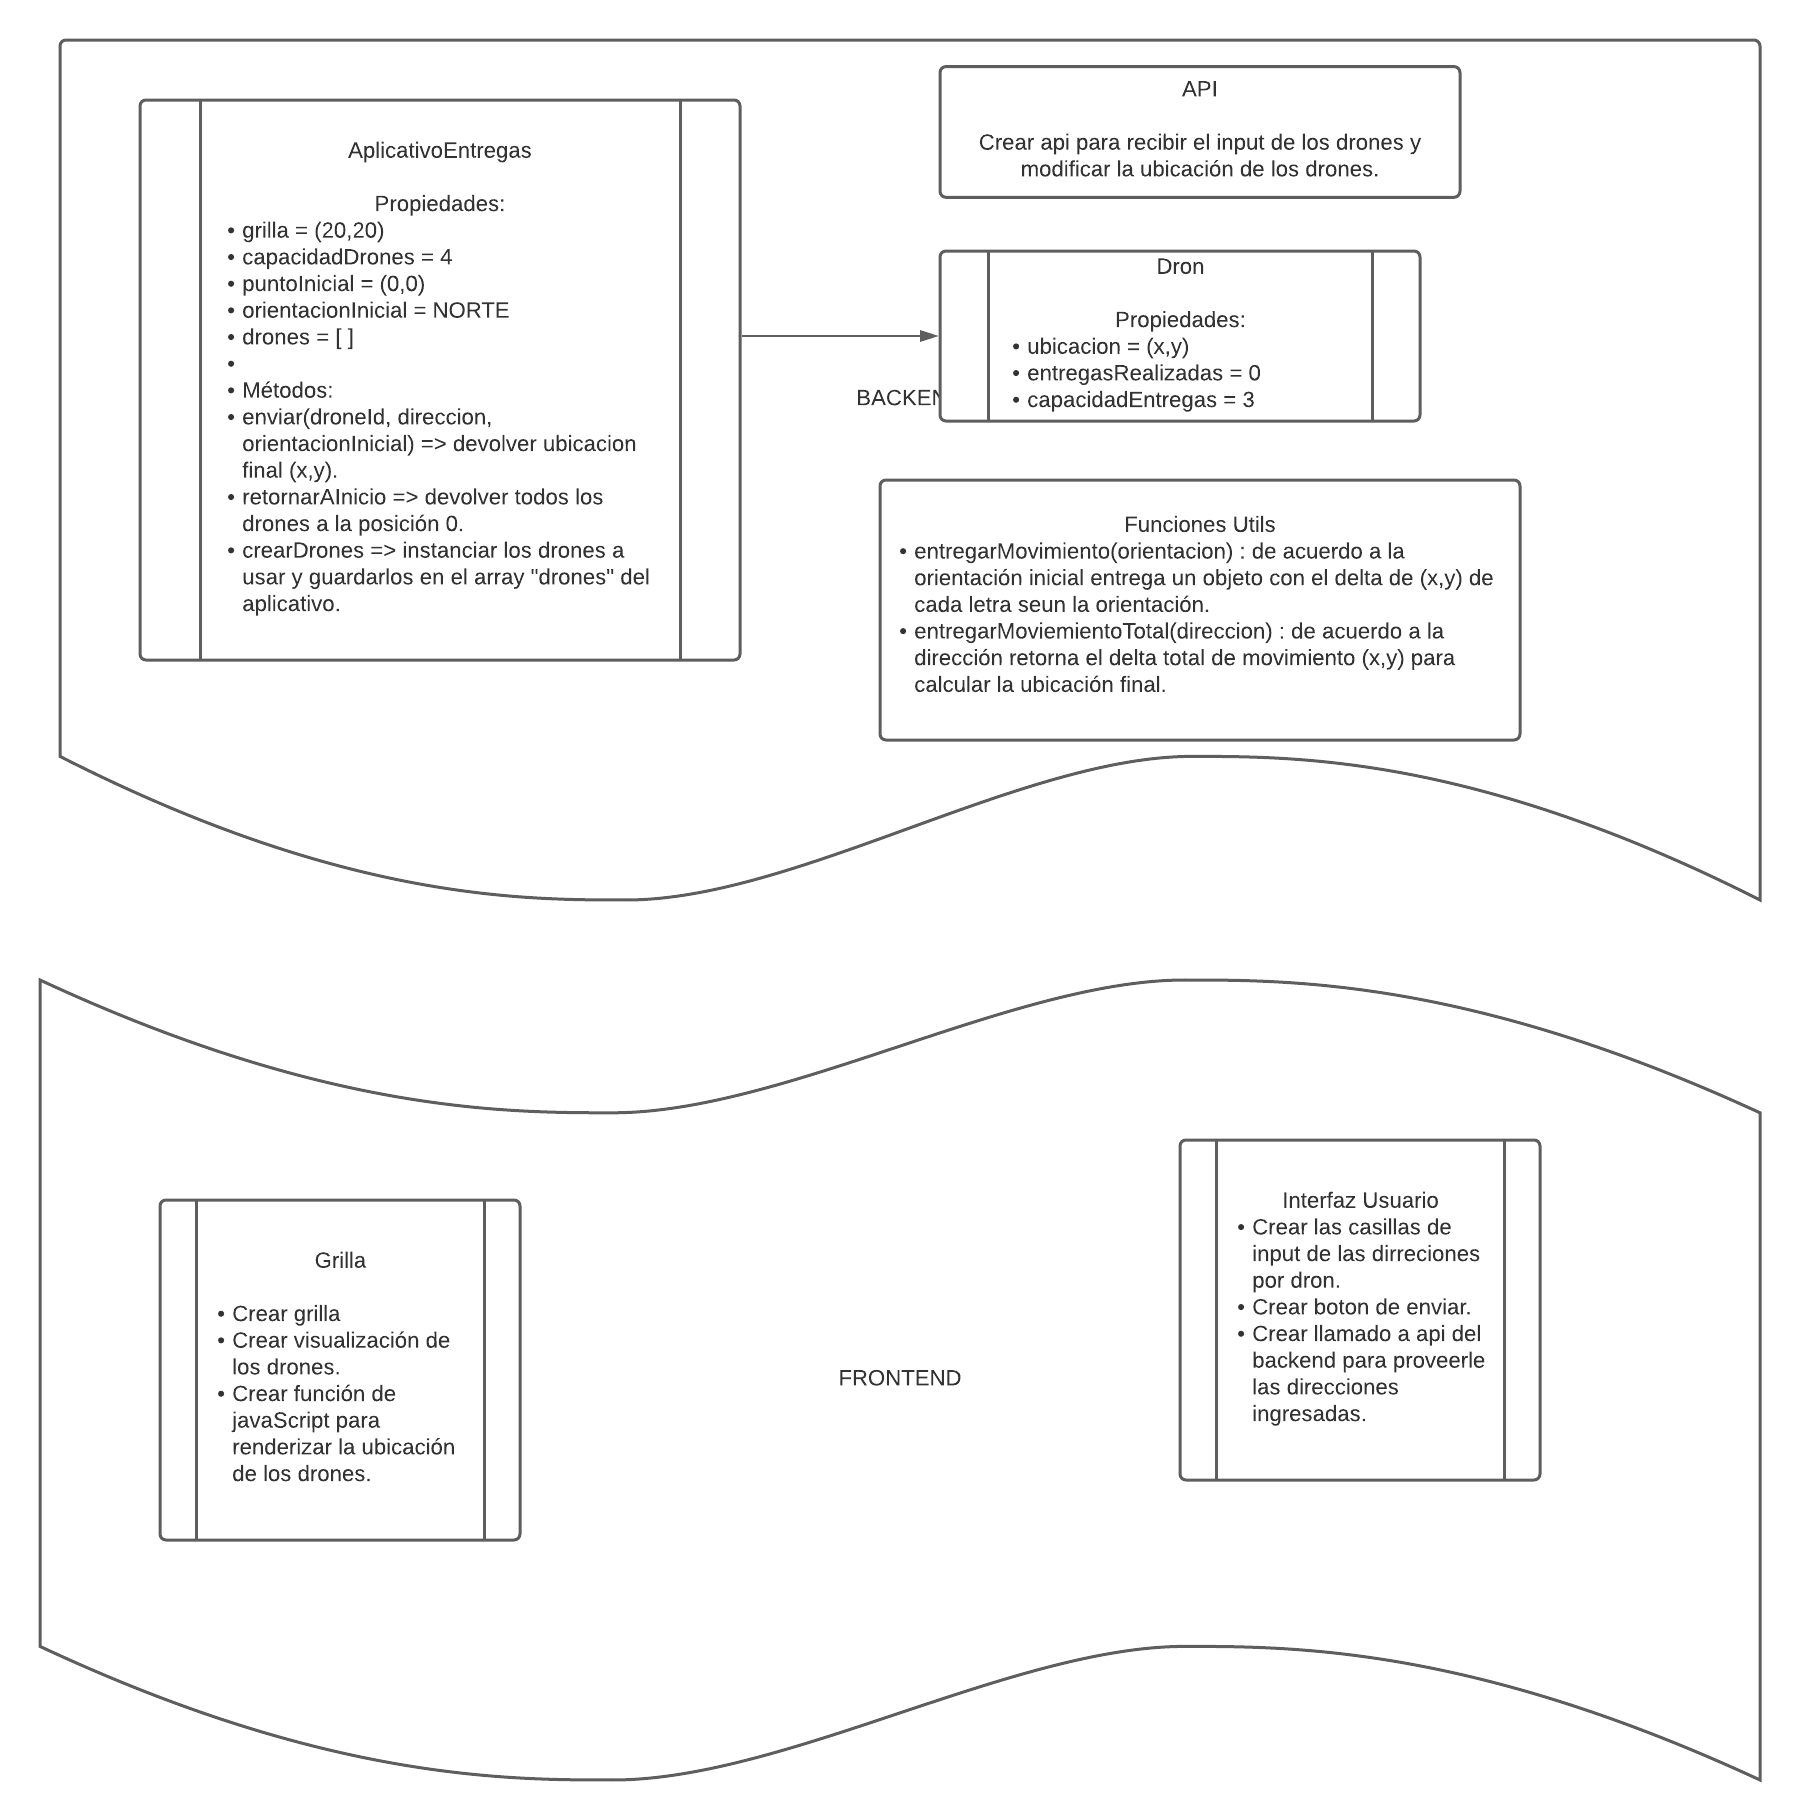 AplicativoEntregas
Propiedades:
• grilla = (20,20)
• capacidadDrones = 4
• puntoInicial = (0,0)
• orientacionInicial = NORTE
• drones = [ ]
•
• Métodos:
• enviar(droneId, direccion,
orientacionInicial) => devolver ubicacion
final (x,y).
• retornarAInicio => devolver todos los
drones a la posición 0.
• crearDrones => instanciar los drones a
usar y guardarlos en el array "drones" del
aplicativo.
API
Crear api para recibir el input de los drones y
modificar la ubicación de los drones.
BACKEN
Dron
Propiedades:
• ubicacion = (x,y)
• entregasRealizadas = 0
• capacidadEntregas = 3
Funciones Utils
• entregarMovimiento(orientacion) : de acuerdo a la
orientación inicial entrega un objeto con el delta de (x,y) de
cada letra seun la orientación.
• entregarMoviemientoTotal(direccion) : de acuerdo a la
dirección retorna el delta total de movimiento (x,y) para
calcular la ubicación final.
Grilla
• Crear grilla
• Crear visualización de
los drones.
• Crear función de
javaScript para
renderizar la ubicación
de los drones.
FRONTEND
Interfaz Usuario
• Crear las casillas de
input de las dirreciones
por dron.
• Crear boton de enviar.
• Crear llamado a api del
backend para proveerle
las direcciones
ingresadas.